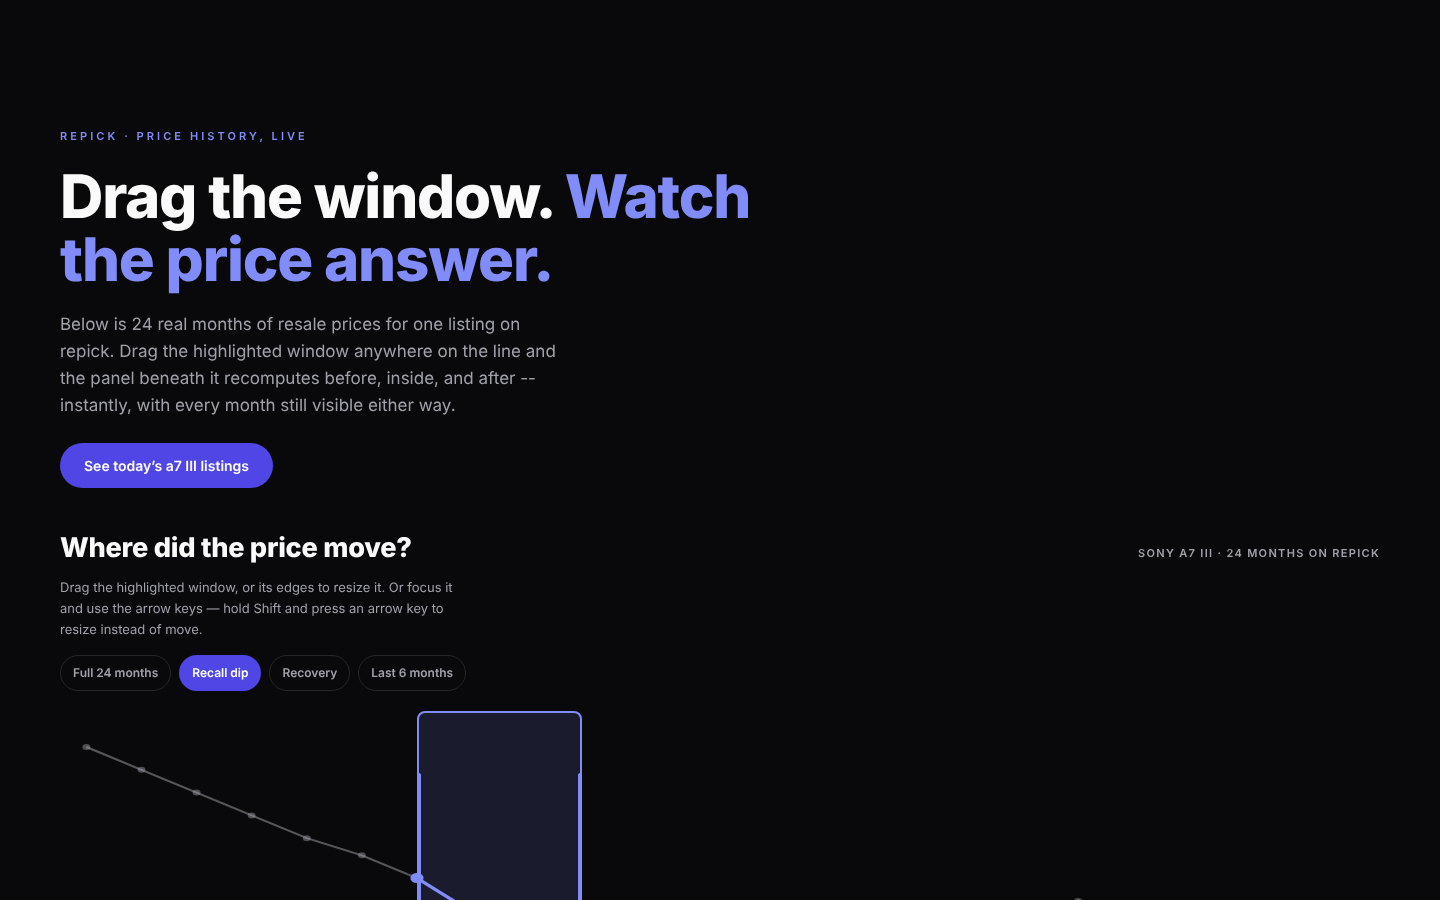 REPICK · PRICE HISTORY, LIVE
Drag the window. Watch
the price answer.
Below is 24 real months of resale prices for one listing on
repick. Drag the highlighted window anywhere on the line and
the panel beneath it recomputes before, inside, and after --
instantly, with every month still visible either way.
See today’s a7 III listings
Where did the price move?
SONY A7 III · 24 MONTHS ON REPICK
Drag the highlighted window, or its edges to resize it. Or focus it
and use the arrow keys — hold Shift and press an arrow key to
resize instead of move.
Full 24 months
Recall dip
Recovery
Last 6 months